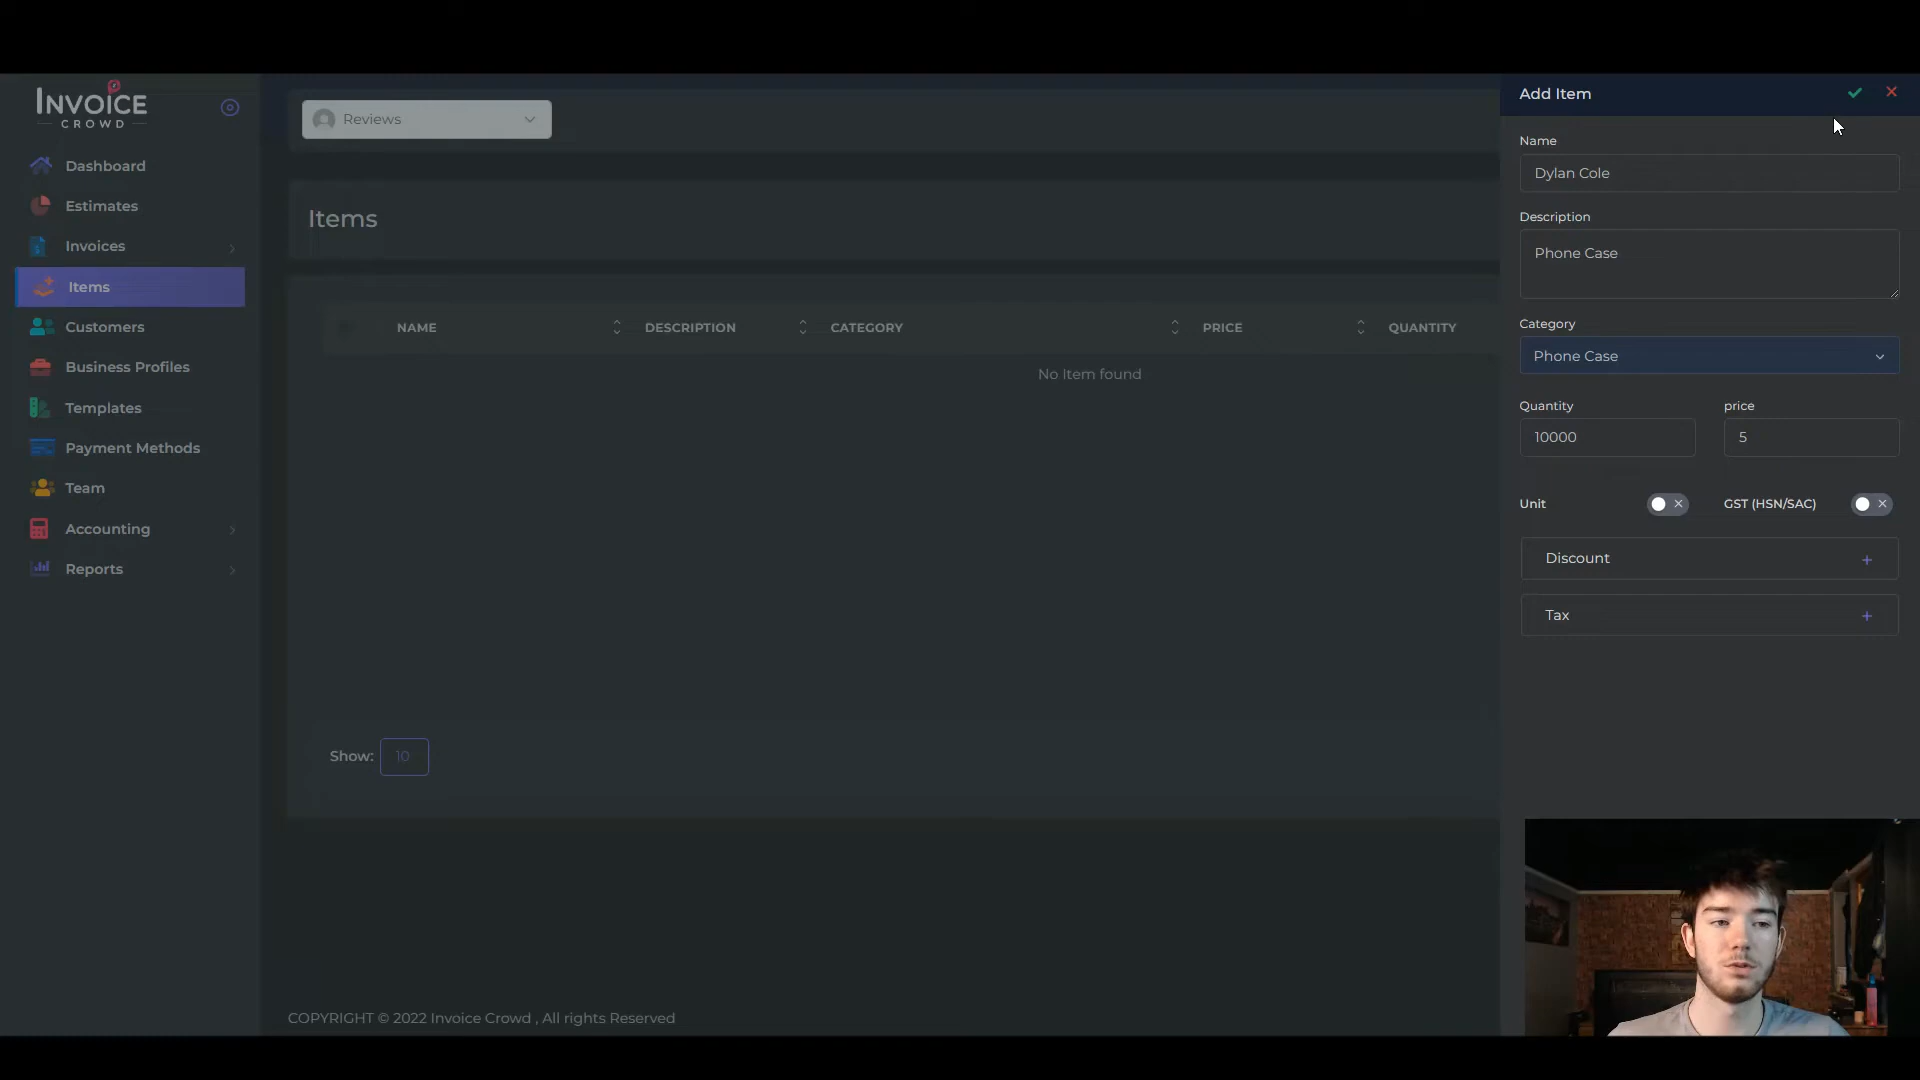 INVOICE
CROWD
Dashboard
Estimates
Invoices
Items
Customers
Business Profiles
Templates
Payment Methods
Team
Accounting
Reports
Reviews
Items
NAME DESCRIPTION CATEGORY PRICE QUANTITY
No Item found
Show: 10
COPYRIGHT © 2022 Invoice Crowd , All rights Reserved
Add Item
Name
Dylan Cole
Description
Phone Case
Category
Phone Case
Quantity price
10000 5
Unit GST (HSN/SAC)
Discount
Tax